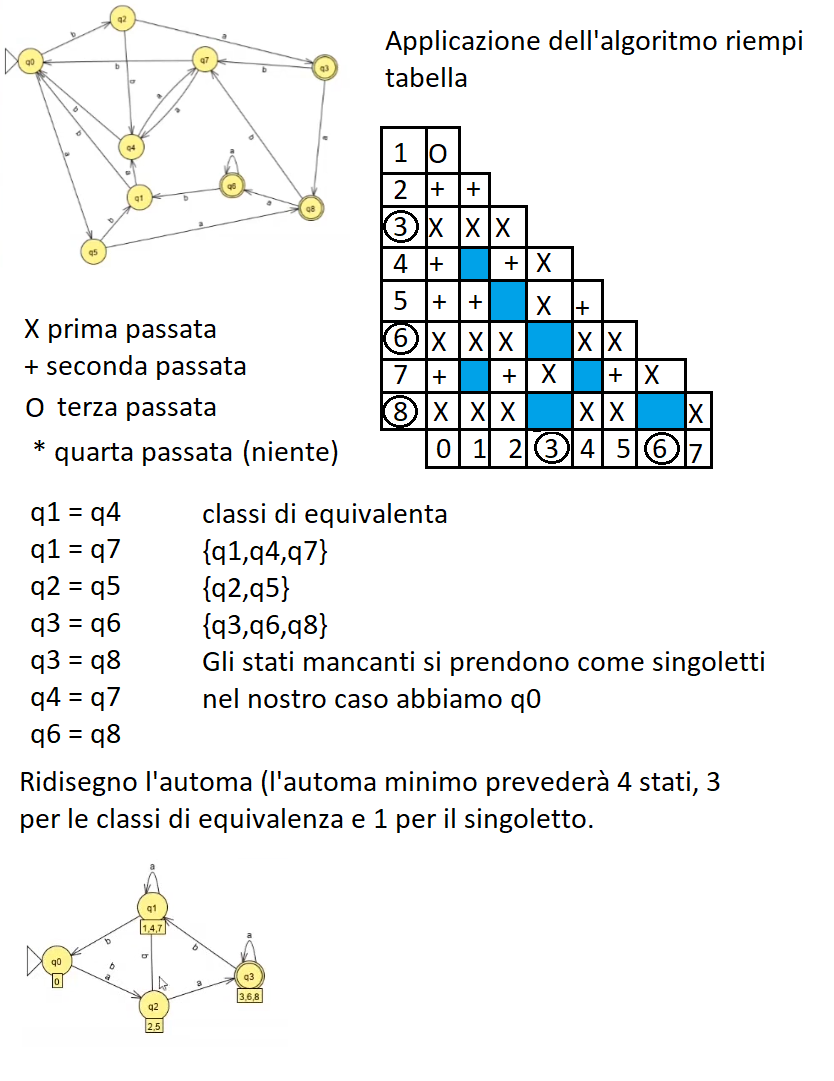 q2
q0
q7
q3
q4
q1
q6
q8
q5
b
a
b
b
b
a
a
b
b
a
a
a
a
b
a
b
b
a
Applicazione dell'algoritmo riempi
tabella
1 O
2 + +
3 X X X
4 + + X
5 + + X +
6 X X X X X
7 + + X + X
8 X X X X X X
0 1 2 3 4 5 6 7
X prima passata
+ seconda passata
O terza passata
* quarta passata (niente)
q1 = q4
q1 = q7
q2 = q5
q3 = q6
q3 = q8
q4 = q7
q6 = q8
classi di equivalenta
{q1,q4,q7}
{q2,q5}
{q3,q6,q8}
Gli stati mancanti si prendono come singoletti
nel nostro caso abbiamo q0
Ridisegno l'automa (l'automa minimo prevederà 4 stati, 3
per le classi di equivalenza e 1 per il singoletto.
a
q1
1,4,7
b
b
b
a
q0
0
b
a
a
q3
3,6,8
q2
2,5